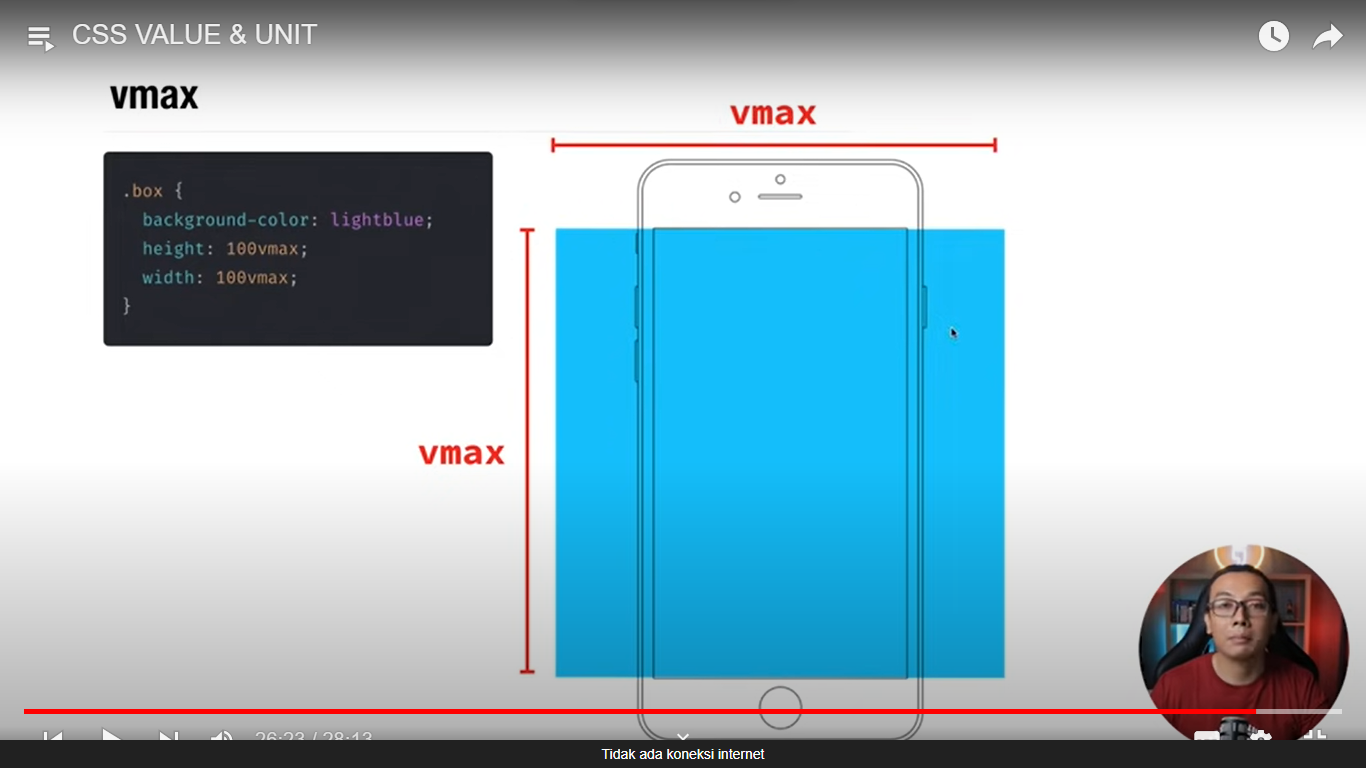 CSS VALUE & UNIT
vmax
vmax
.box {
background-color: lightblue;
height: 100vmax;
width: 100vmax;
}
vmax
26:23 / 28:13
Tidak ada koneksi internet